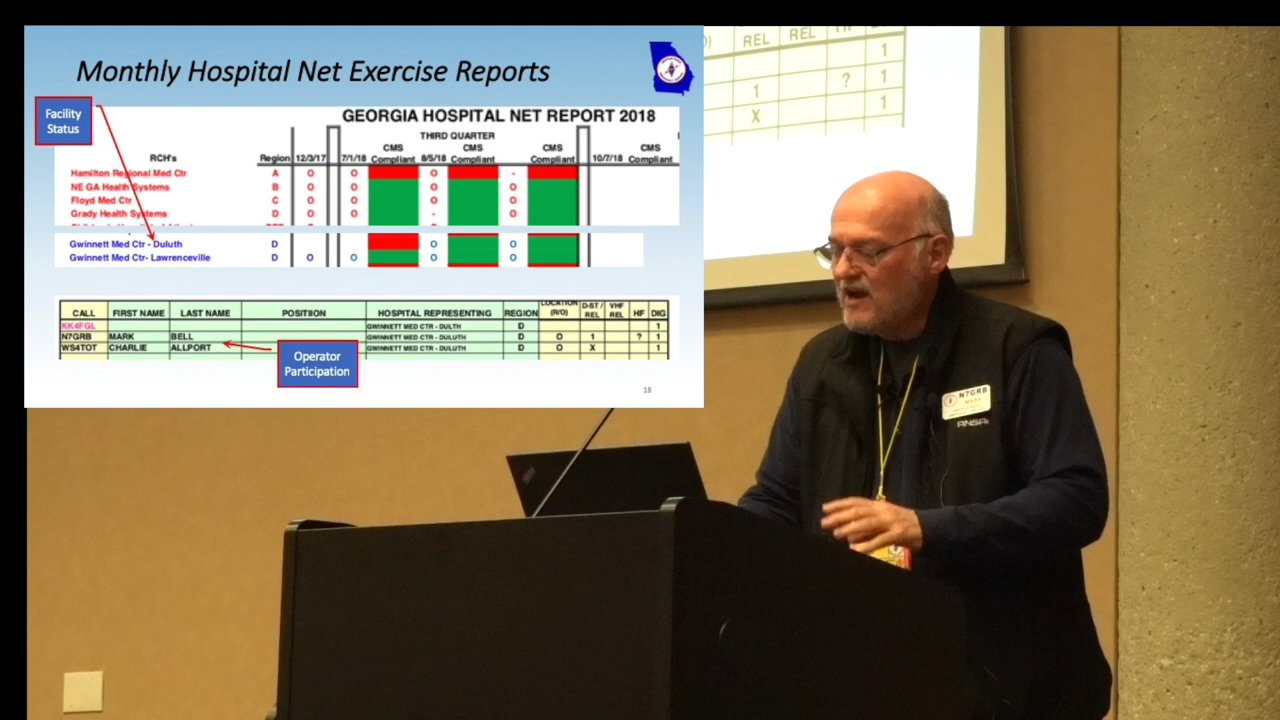 Monthly Hospital Net Exercise Reports
Facility
Status
GEORGIA HOSPITAL NET REPORT 2018
THIRD QUARTER
CMS CMS CMS CMS
RCH's Region 12/3/17 7/1/18 Compliant 8/5/18 Compliant Compliant 10/7/18 Compliant
Hamilton Regional Med Ctr A O O O -
NE GA Health Systems B O O O O
Floyd Med Ctr C O O O O
Grady Health Systems D O O - O
Gwinnett Med Ctr - Duluth D O O
Gwinnett Med Ctr- Lawrenceville D O O O O
CALL FIRST NAME LAST NAME POSITION HOSPITAL REPRESENTING REGION LOCATION (R/O) D-ST / REL VHF REL HF DIG
KK4FGL GWINNETT MED CTR - DULTH D 1
N7GRB MARK BELL GWINNETT MED CTR - DULUTH D O 1 ? 1
WS4TOT CHARLIE ALLPORT GWINNETT MED CTR - DULUTH D O X 1
Operator
Participation
18
REL REL HF
1
1 ? 1
X 1
N7GRB
MARK
ANSA